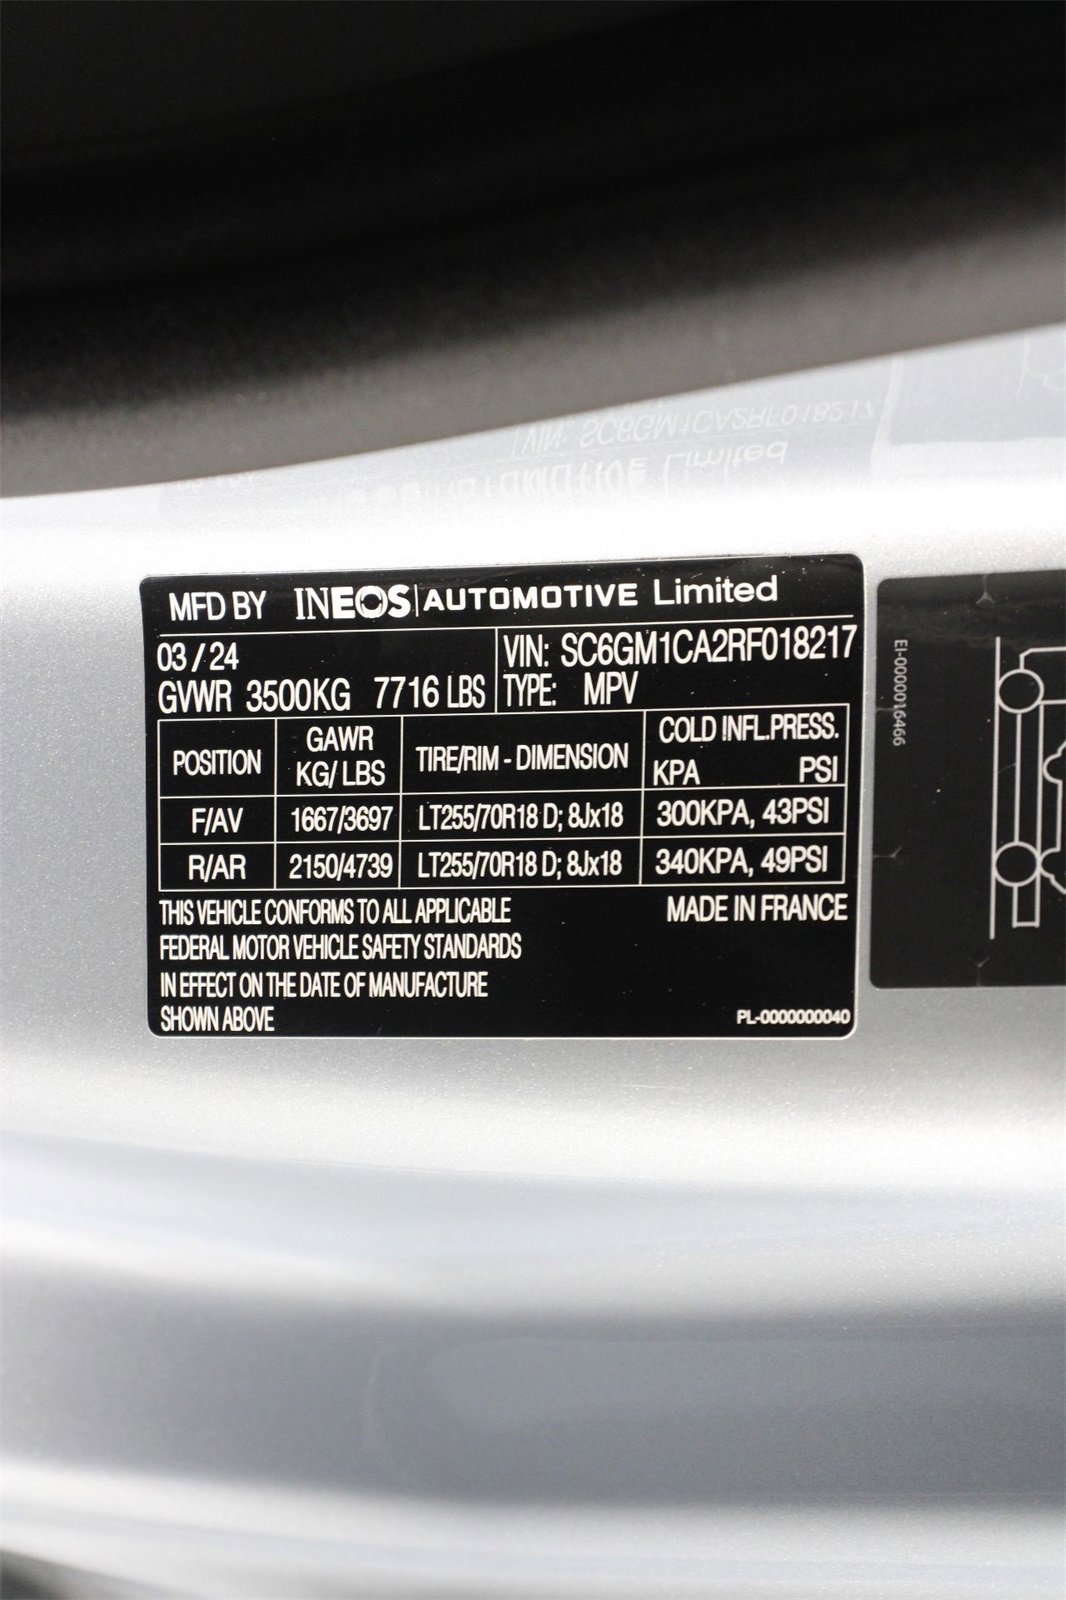 MFD BY INEOS|AUTOMOTIVE Limited
03/24
GVWR 3500KG 7716 LBS
VIN: SC6GM1CA2RF018217
TYPE: MPV
POSITION GAWR KG/LBS TIRE/RIM - DIMENSION COLD INFL.PRESS. KPA PSI
F/AV 1667/3697 LT255/70R18 D; 8Jx18 300KPA, 43PSI
R/AR 2150/4739 LT255/70R18 D; 8Jx18 340KPA, 49PSI
THIS VEHICLE CONFORMS TO ALL APPLICABLE
FEDERAL MOTOR VEHICLE SAFETY STANDARDS
IN EFFECT ON THE DATE OF MANUFACTURE
SHOWN ABOVE
MADE IN FRANCE
PL-0000000040
EI-0000016466